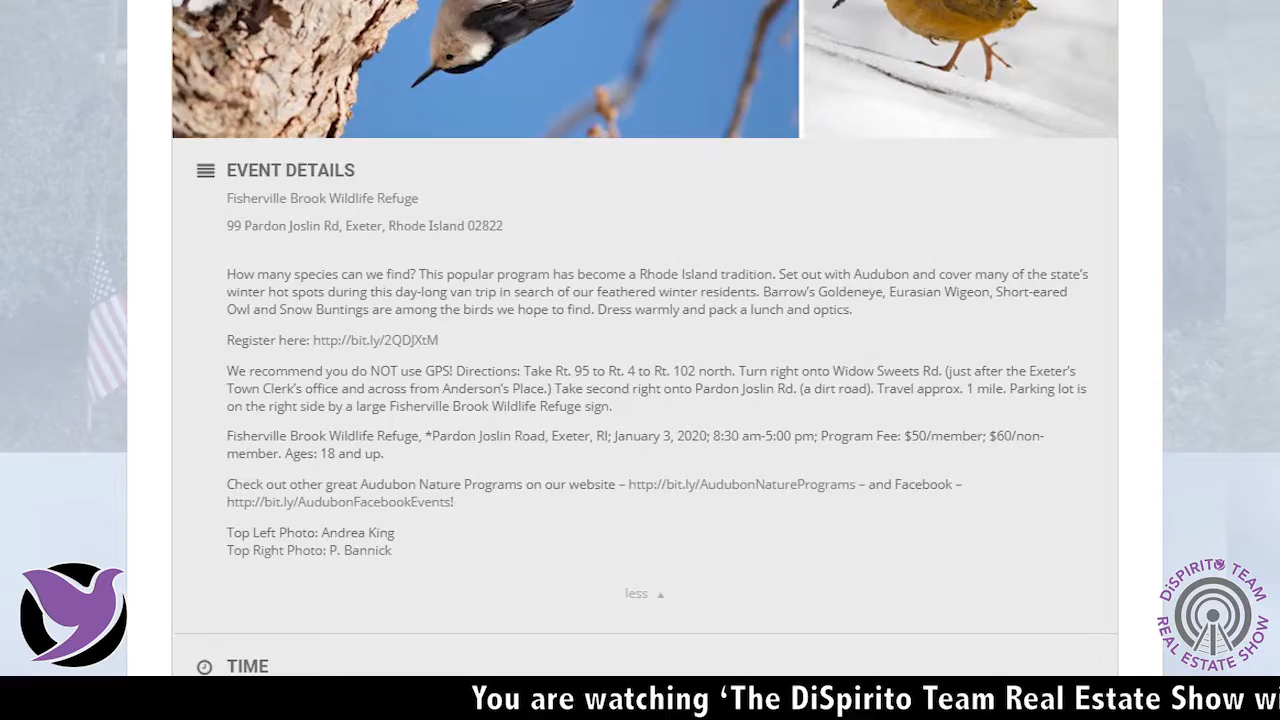 EVENT DETAILS
Fisherville Brook Wildlife Refuge
99 Pardon Joslin Rd, Exeter, Rhode Island 02822
How many species can we find? This popular program has become a Rhode Island tradition. Set out with Audubon and cover many of the state’s
winter hot spots during this day-long van trip in search of our feathered winter residents. Barrow’s Goldeneye, Eurasian Wigeon, Short-eared
Owl and Snow Buntings are among the birds we hope to find. Dress warmly and pack a lunch and optics.
Register here: http://bit.ly/2QDJXtM
We recommend you do NOT use GPS! Directions: Take Rt. 95 to Rt. 4 to Rt. 102 north. Turn right onto Widow Sweets Rd. (just after the Exeter’s
Town Clerk’s office and across from Anderson’s Place.) Take second right onto Pardon Joslin Rd. (a dirt road). Travel approx. 1 mile. Parking lot is
on the right side by a large Fisherville Brook Wildlife Refuge sign.
Fisherville Brook Wildlife Refuge, *Pardon Joslin Road, Exeter, RI; January 3, 2020; 8:30 am-5:00 pm; Program Fee: $50/member; $60/non-
member. Ages: 18 and up.
Check out other great Audubon Nature Programs on our website – http://bit.ly/AudubonNaturePrograms – and Facebook –
http://bit.ly/AudubonFacebookEvents!
Top Left Photo: Andrea King
Top Right Photo: P. Bannick
less
TIME
DiSPIRITO TEAM
REAL ESTATE SHOW
You are watching ‘The DiSpirito Team Real Estate Show wi